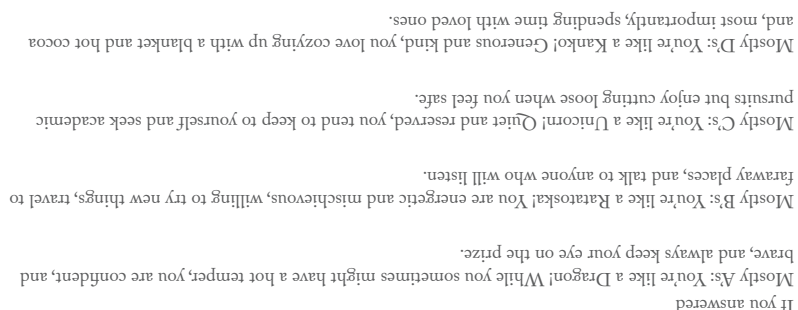 If you answered
Mostly A's: You're like a Dragon! While you sometimes might have a hot temper, you are confident, and
brave, and always keep your eye on the prize.
Mostly B's: You're like a Ratatoska! You are energetic and mischievous, willing to try new things, travel to
faraway places, and talk to anyone who will listen.
Mostly C's: You're like a Unicorn! Quiet and reserved, you tend to keep to yourself and seek academic
pursuits but enjoy cutting loose when you feel safe.
Mostly D's: You're like a Kanko! Generous and kind, you love cozying up with a blanket and hot cocoa
and, most importantly, spending time with loved ones.